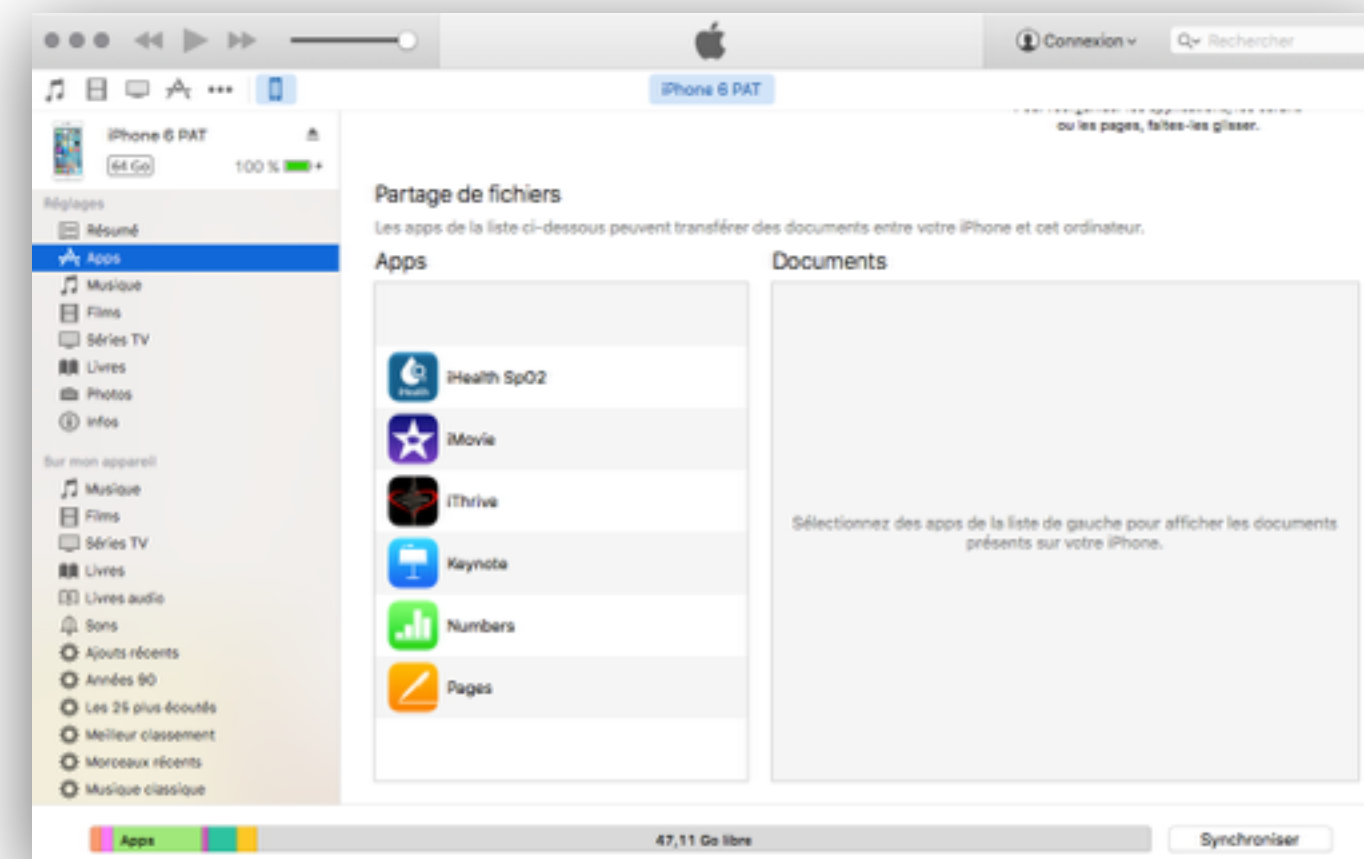 Connexion
Rechercher
iPhone 6 PAT
ou les pages, faites-les glisser.
iPhone 6 PAT
64 Go
100 %
Réglages
Résumé
Apps
Musique
Films
Séries TV
Livres
Photos
Infos
Sur mon appareil
Musique
Films
Séries TV
Livres
Livres audio
Sons
Ajouts récents
Années 90
Les 25 plus écoutés
Meilleur classement
Morceaux récents
Musique classique
Partage de fichiers
Les apps de la liste ci-dessous peuvent transférer des documents entre votre iPhone et cet ordinateur.
Apps
Documents
iHealth
iHealth SpO2
iMovie
iThrive
Keynote
Numbers
Pages
Sélectionnez des apps de la liste de gauche pour afficher les documents
présents sur votre iPhone.
Apps
47,11 Go libre
Synchroniser